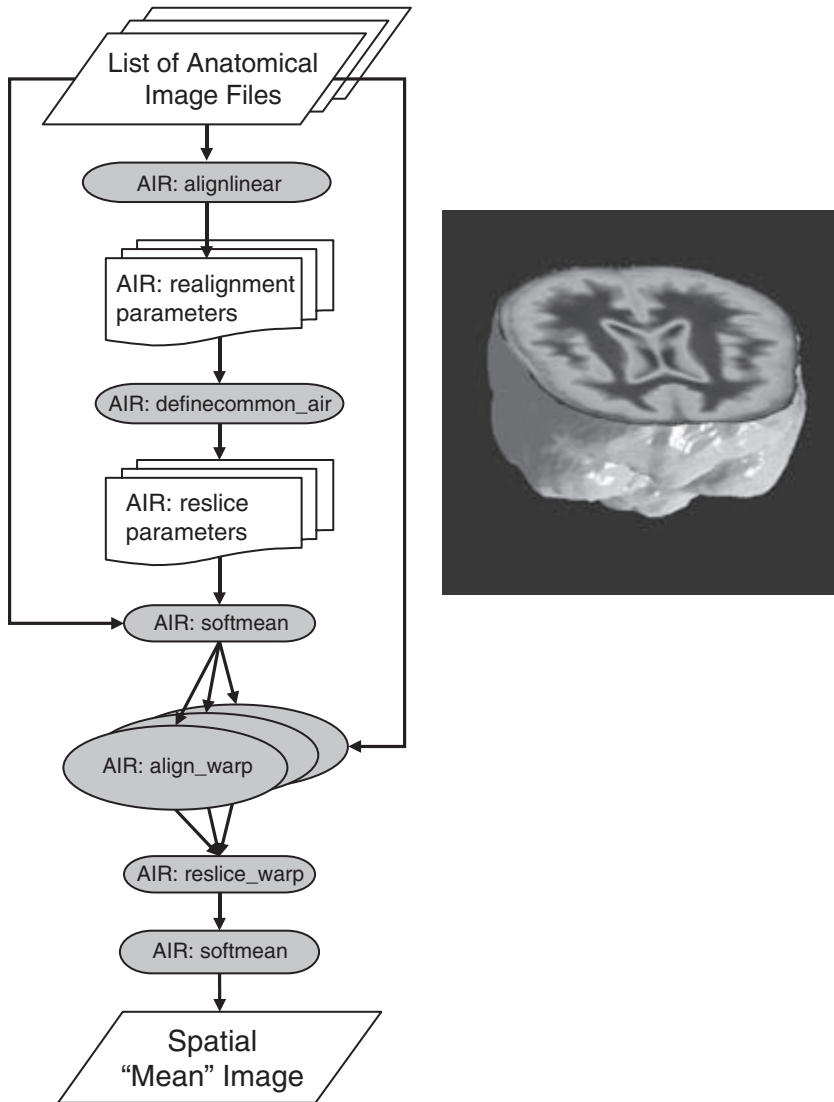 List of Anatomical
Image Files
AIR: alignlinear
AIR: realignment
parameters
AIR: definecommon_air
AIR: reslice
parameters
AIR: softmean
AIR: align_warp
AIR: reslice_warp
AIR: softmean
Spatial
“Mean” Image